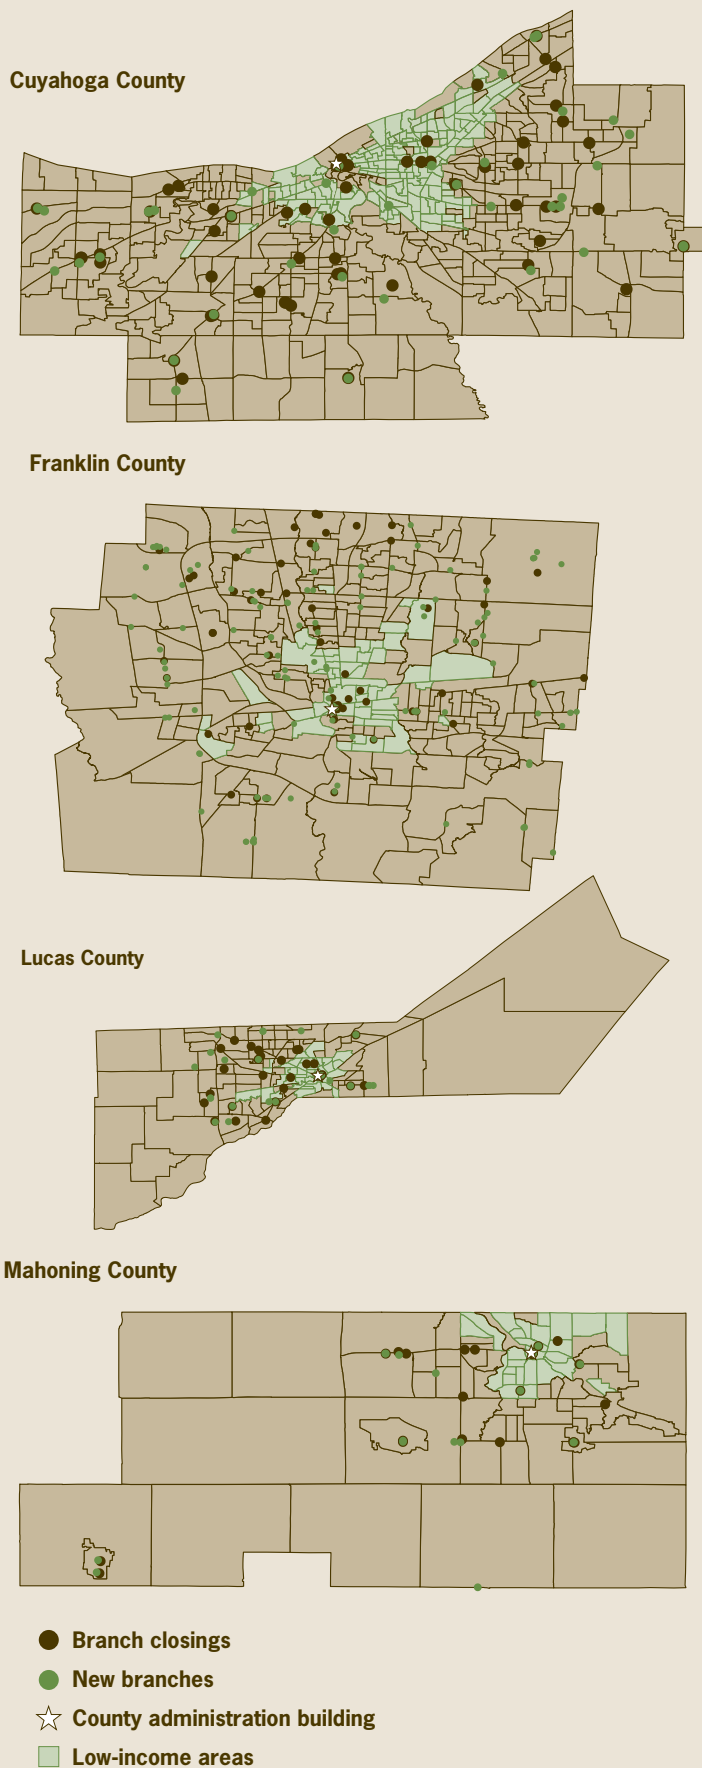 Cuyahoga County
Franklin County
Lucas County
Mahoning County
Branch closings
New branches
County administration building
Low-income areas